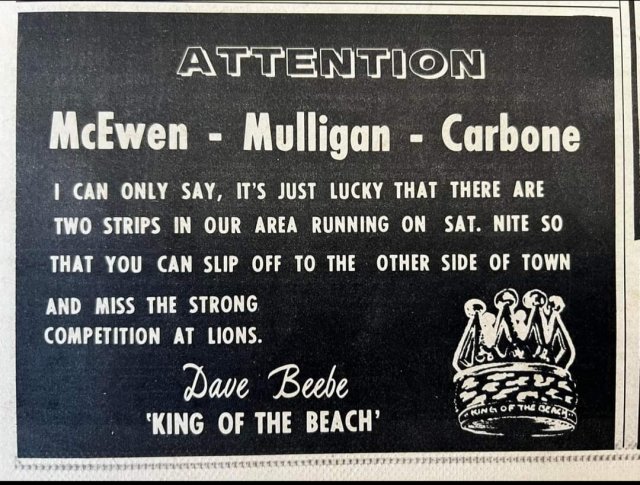 ATTENTION
McEwen - Mulligan - Carbone
I CAN ONLY SAY, IT'S JUST LUCKY THAT THERE ARE
TWO STRIPS IN OUR AREA RUNNING ON SAT. NITE SO
THAT YOU CAN SLIP OFF TO THE OTHER SIDE OF TOWN
AND MISS THE STRONG
COMPETITION AT LIONS.
Dave Beebe
'KING OF THE BEACH'
KING OF THE BEACH